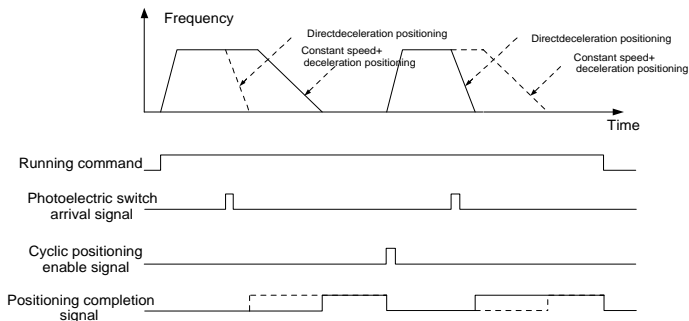 Frequency
Directdeceleration positioning
Constant speed+
deceleration positioning
Directdeceleration positioning
Constant speed+
deceleration positioning
Time
Running command
Photoelectric switch
arrival signal
Cyclic positioning
enable signal
Positioning completion
signal